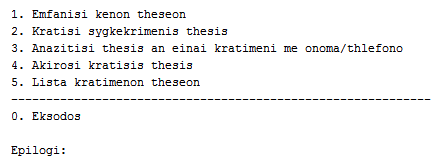 1. Emfanisi kenon theseon
2. Kratisi sygkekrimenis thesis
3. Anazitisi thesis an einai kratimeni me onoma/thlefono
4. Akirosi kratisis thesis
5. Lista kratimenon theseon
------------------------------------------------------------
0. Eksodos
Epilogi: